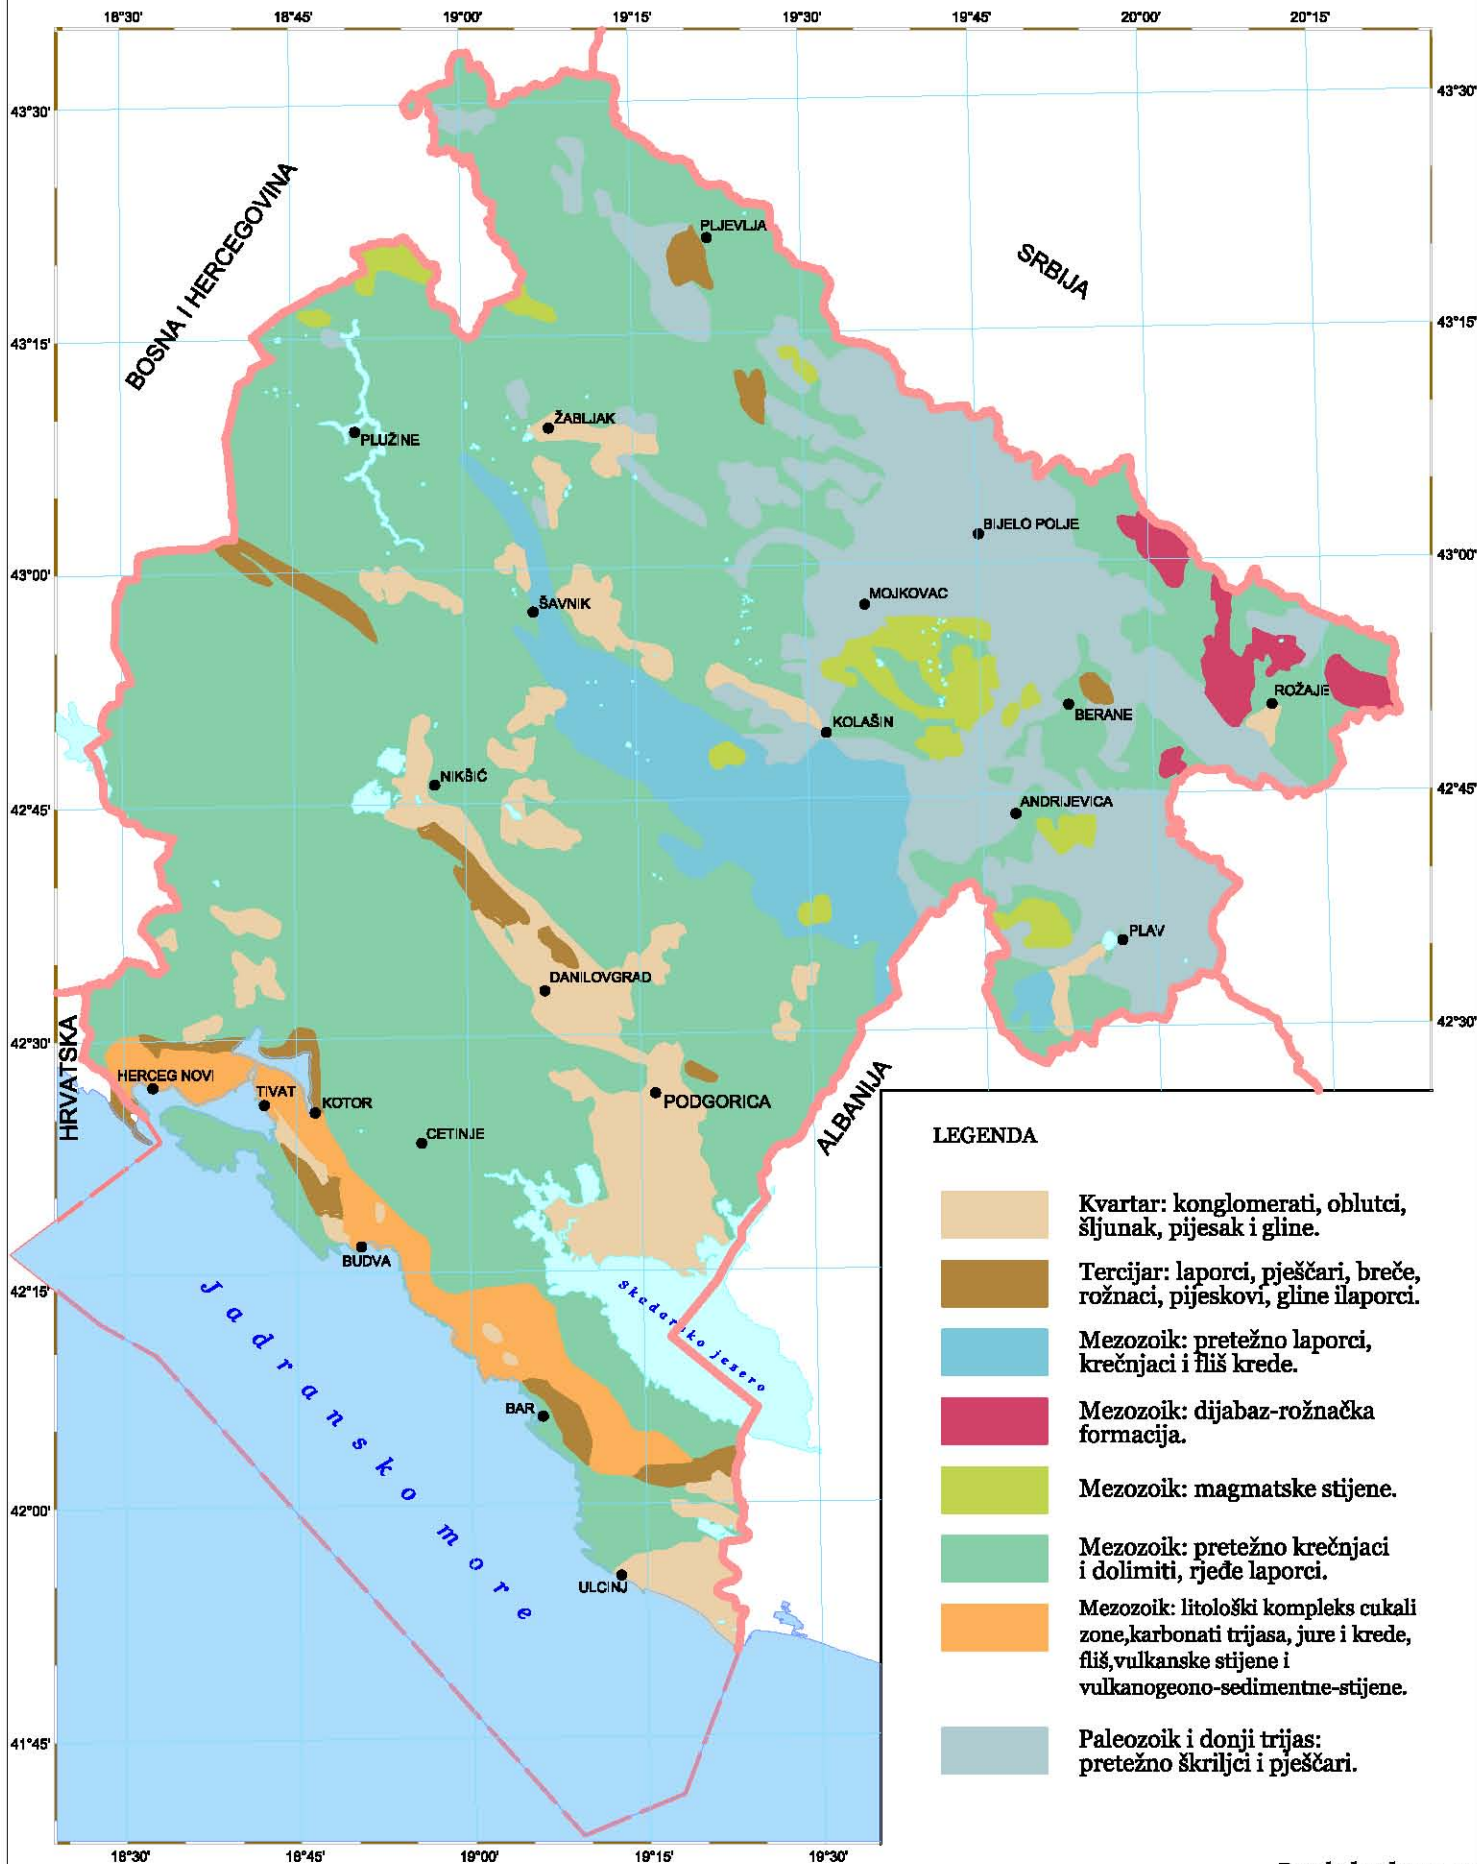 18°30' 18°45' 19°00' 19°15' 19°30' 19°45' 20°00' 20°15'
43°30' 43°30'
BOSNA I HERCEGOVINA
PLJEVLJA
SRBIJA
43°15' 43°15'
ŽABLJAK
PLUŽINE
BIJELO POLJE
43°00' 43°00'
MOJKOVAC
ŠAVNIK
ROŽAJE
BERANE
KOLAŠIN
NIKŠIĆ
42°45' 42°45'
ANDRIJEVICA
PLAV
DANILOVGRAD
42°30' 42°30'
HRVATSKA
HERCEG NOVI
TIVAT
KOTOR
PODGORICA
ALBANIJA
CETINJE
BUDVA
42°15'
Skadarsko jezero
Jadransko more
BAR
42°00'
ULCINJ
41°45'
18°30' 18°45' 19°00' 19°15' 19°30'
LEGENDA
Kvartar: konglomerati, oblutci,
šljunak, pijesak i gline.
Tercijar: laporci, pješčari, breče,
rožnaci, pijeskovi, gline ilaporci.
Mezozoik: pretežno laporci,
krečnjaci i fliš krede.
Mezozoik: dijabaz-rožnačka
formacija.
Mezozoik: magmatske stijene.
Mezozoik: pretežno krečnjaci
i dolimiti, rjeđe laporci.
Mezozoik: litološki kompleks cukali
zone,karbonati trijasa, jure i krede,
fliš,vulkanske stijene i
vulkanogeono-sedimentne-stijene.
Paleozoik i donji trijas:
pretežno škriljci i pješčari.